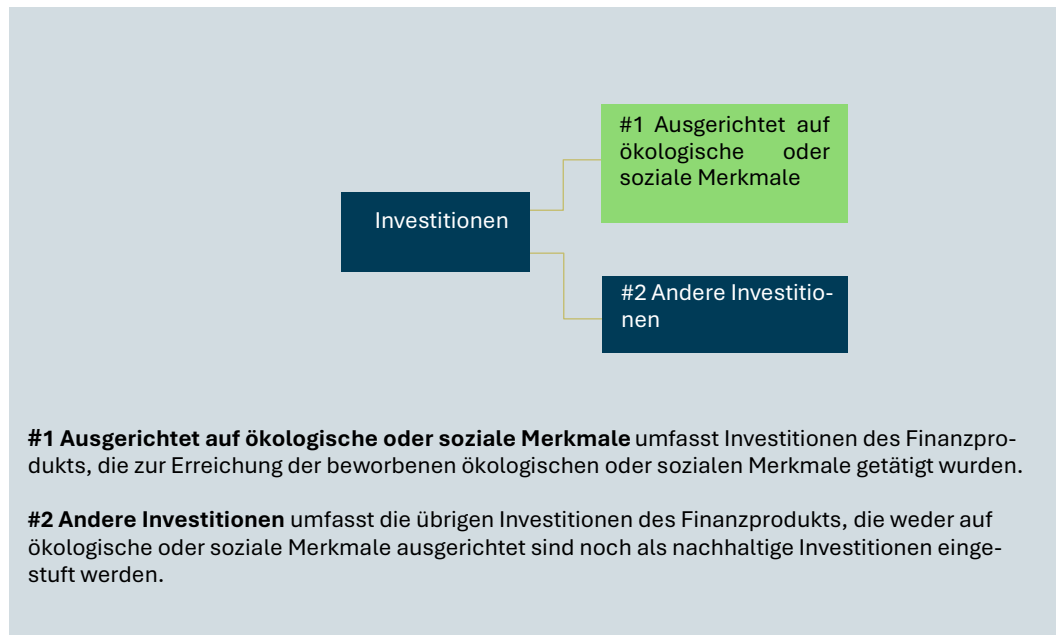 #1 Ausgerichtet auf
ökologische oder
soziale Merkmale
Investitionen
#2 Andere Investitio-
nen
#1 Ausgerichtet auf ökologische oder soziale Merkmale umfasst Investitionen des Finanzpro-
dukts, die zur Erreichung der beworbenen ökologischen oder sozialen Merkmale getätigt wurden.
#2 Andere Investitionen umfasst die übrigen Investitionen des Finanzprodukts, die weder auf
ökologische oder soziale Merkmale ausgerichtet sind noch als nachhaltige Investitionen einge-
stuft werden.